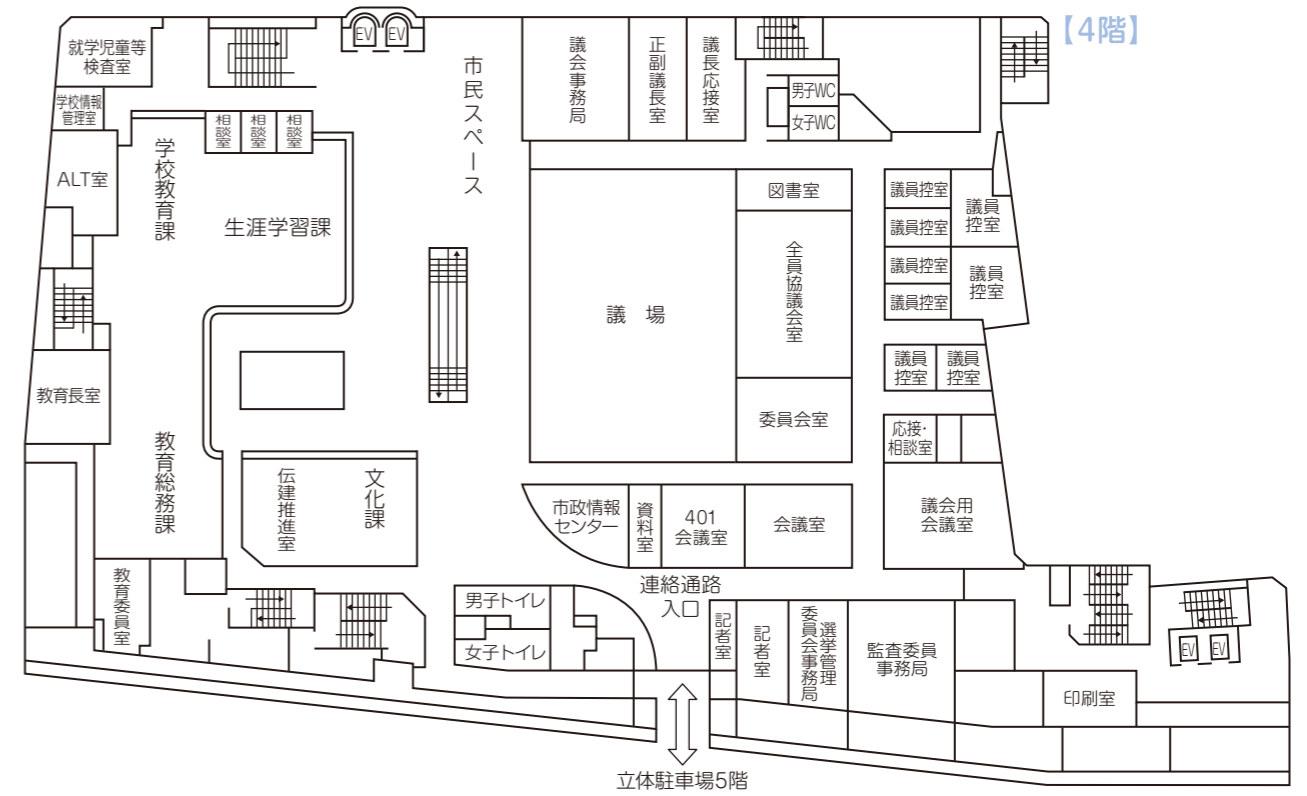 【4階】
就学児童等
検査室
EV
EV
市民スペース
議会事務局
正副議長室
議長応接室
男子WC
女子WC
学校情報
管理室
相談室
相談室
相談室
ALT室
学校教育課
生涯学習課
図書室
議員控室
議員控室
議員控室
議員控室
議員
控室
議員
控室
全員協議会室
議場
議員
控室
議員
控室
教育長室
委員会室
応接・
相談室
教育総務課
伝建推進室
文化課
市政情報
センター
資料室
401
会議室
会議室
議会用
会議室
教育委員室
男子トイレ
女子トイレ
連絡通路
入口
記者室
記者室
選挙管理
委員会事務局
監査委員
事務局
印刷室
EV
EV
立体駐車場5階